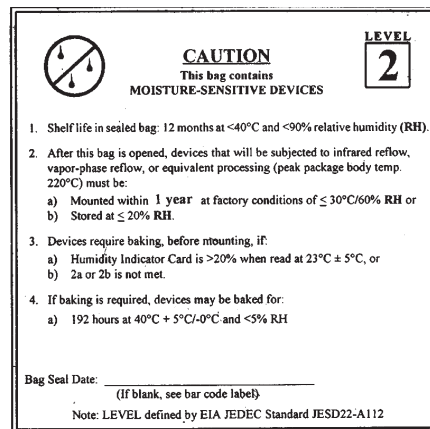 LEVEL
2
CAUTION
This bag contains
MOISTURE-SENSITIVE DEVICES
1. Shelf life in sealed bag: 12 months at <40°C and <90% relative humidity (RH).
2. After this bag is opened, devices that will be subjected to infrared reflow,
vapor-phase reflow, or equivalent processing (peak package body temp.
220°C) must be:
a) Mounted within 1 year at factory conditions of ≤ 30°C/60% RH or
b) Stored at ≤ 20% RH.
3. Devices require baking, before mounting, if:
a) Humidity Indicator Card is >20% when read at 23°C ± 5°C, or
b) 2a or 2b is not met.
4. If baking is required, devices may be baked for:
a) 192 hours at 40°C + 5°C/-0°C and <5% RH
Bag Seal Date:
(If blank, see bar code label)
Note: LEVEL defined by EIA JEDEC Standard JESD22-A112